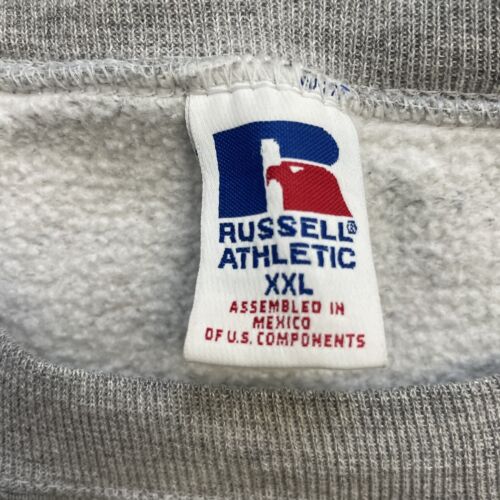 RUSSELL®
ATHLETIC
XXL
ASSEMBLED IN
MEXICO
OF U.S. COMPONENTS